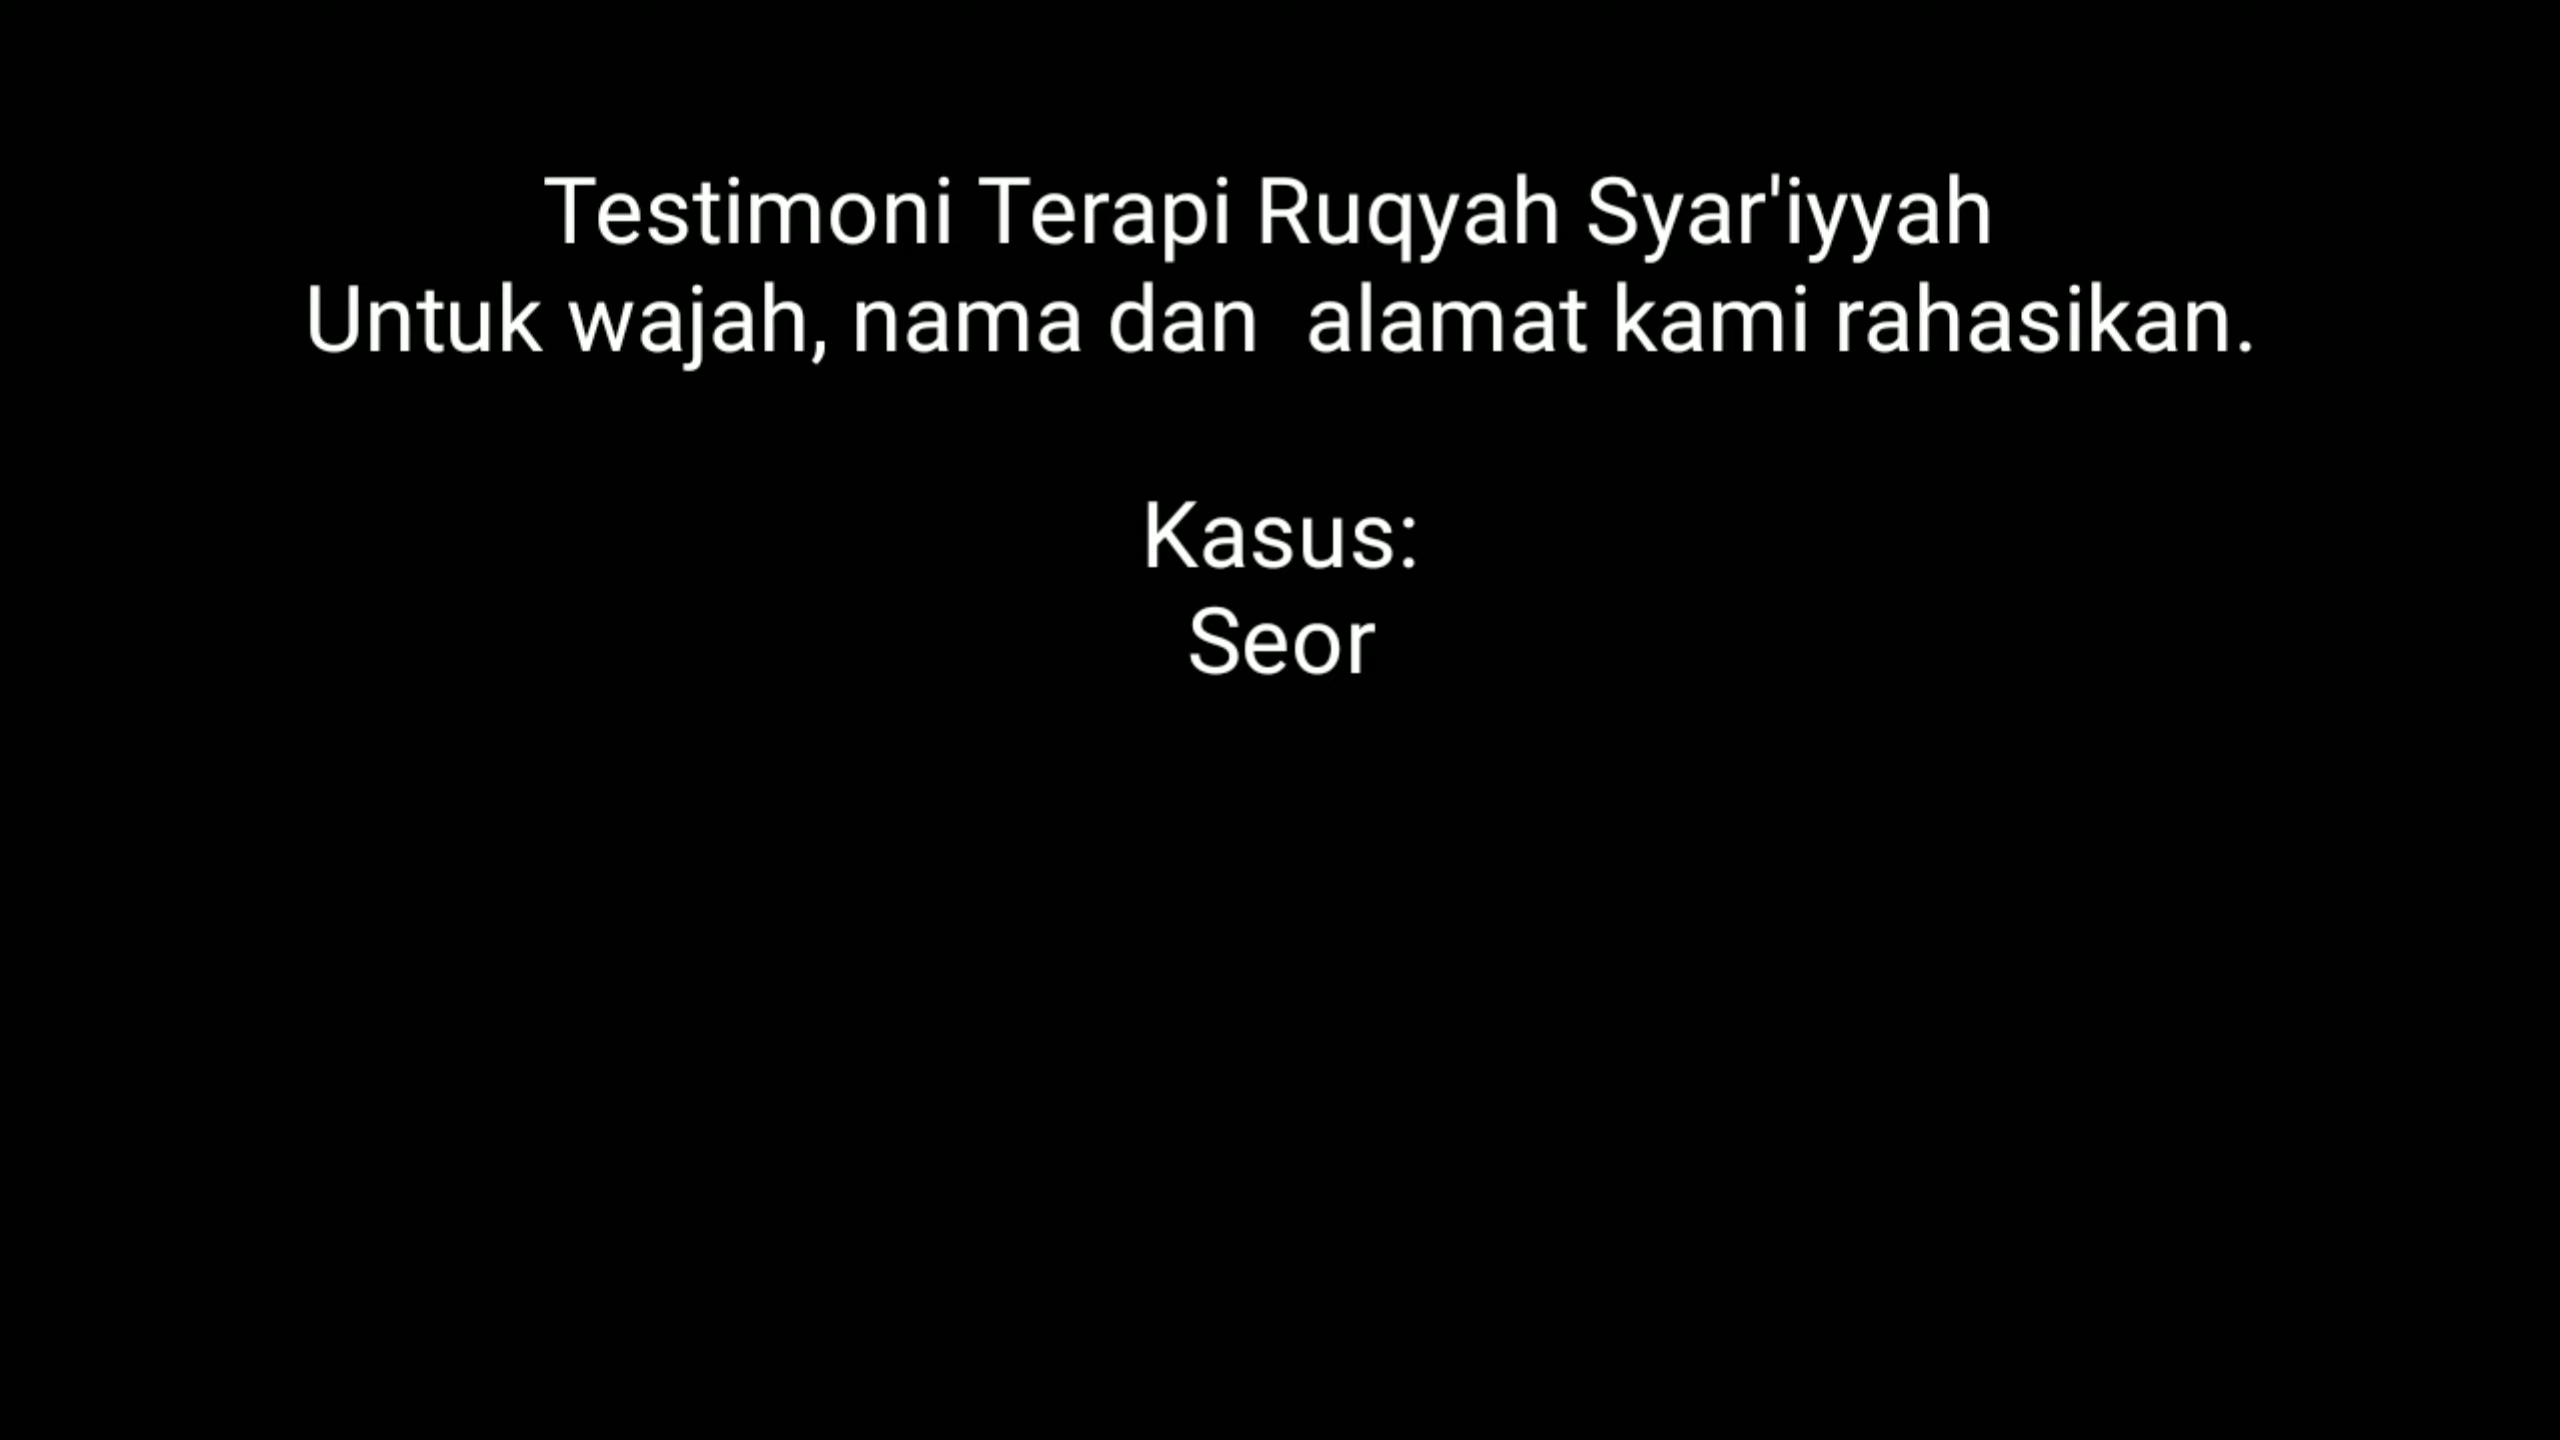 Testimoni Terapi Ruqyah Syar'iyyah
Untuk wajah, nama dan  alamat kami rahasikan.
Kasus:
Seor